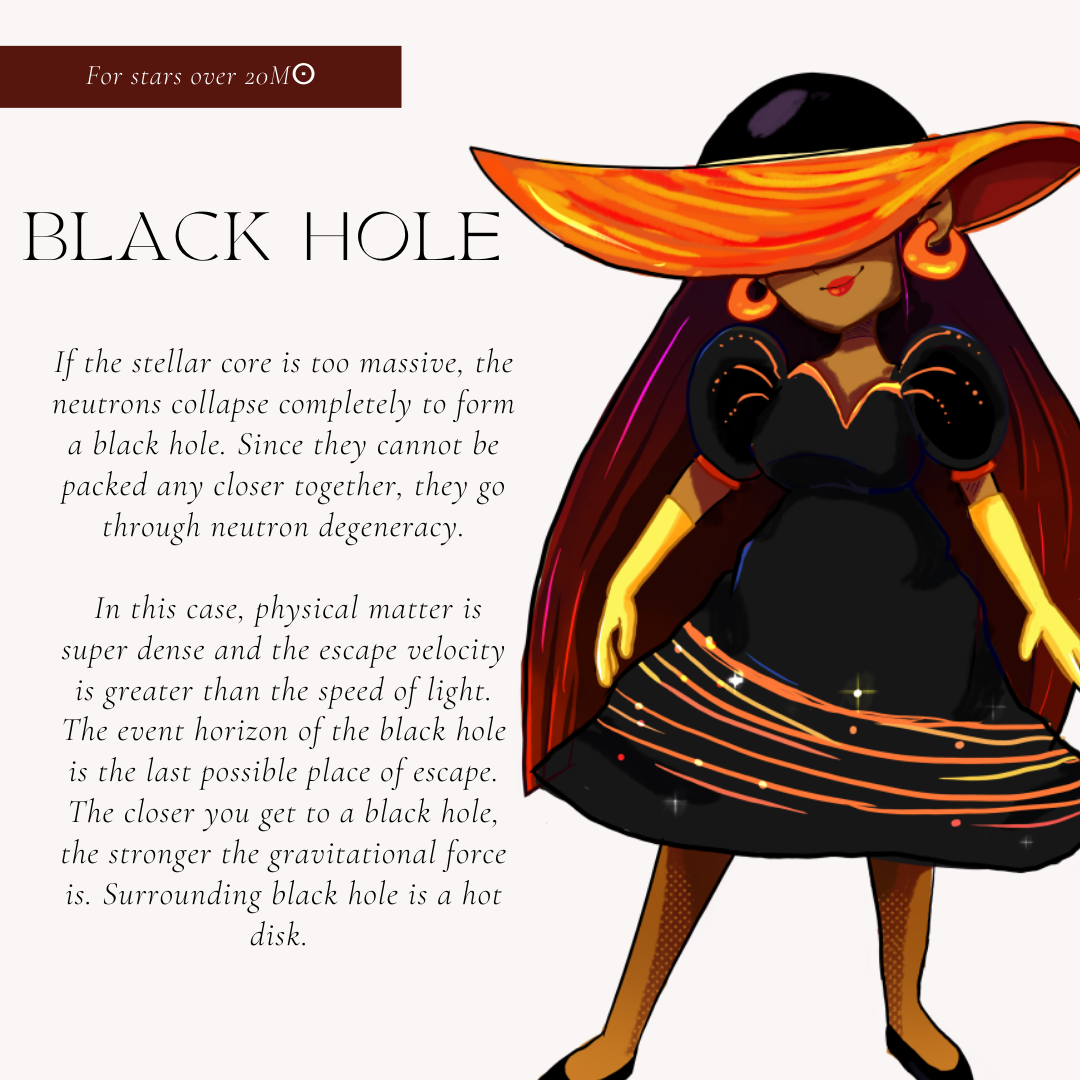 For stars over 20M☉
BLACK HOLE
If the stellar core is too massive, the
neutrons collapse completely to form
a black hole. Since they cannot be
packed any closer together, they go
through neutron degeneracy.
In this case, physical matter is
super dense and the escape velocity
is greater than the speed of light.
The event horizon of the black hole
is the last possible place of escape.
The closer you get to a black hole,
the stronger the gravitational force
is. Surrounding black hole is a hot
disk.